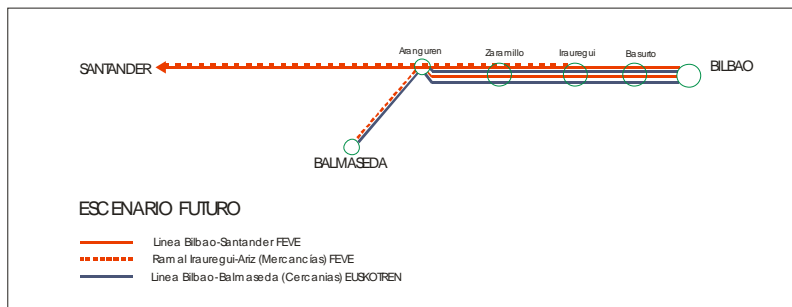 Aranguren Zaramillo Irauregui Basurto
SANTANDER BILBAO
BALMASEDA
ESCENARIO FUTURO
Linea Bilbao-Santander FEVE
Ramal Irauregui-Ariz (Mercancías) FEVE
Linea Bilbao-Balmaseda (Cercanias) EUSKOTREN